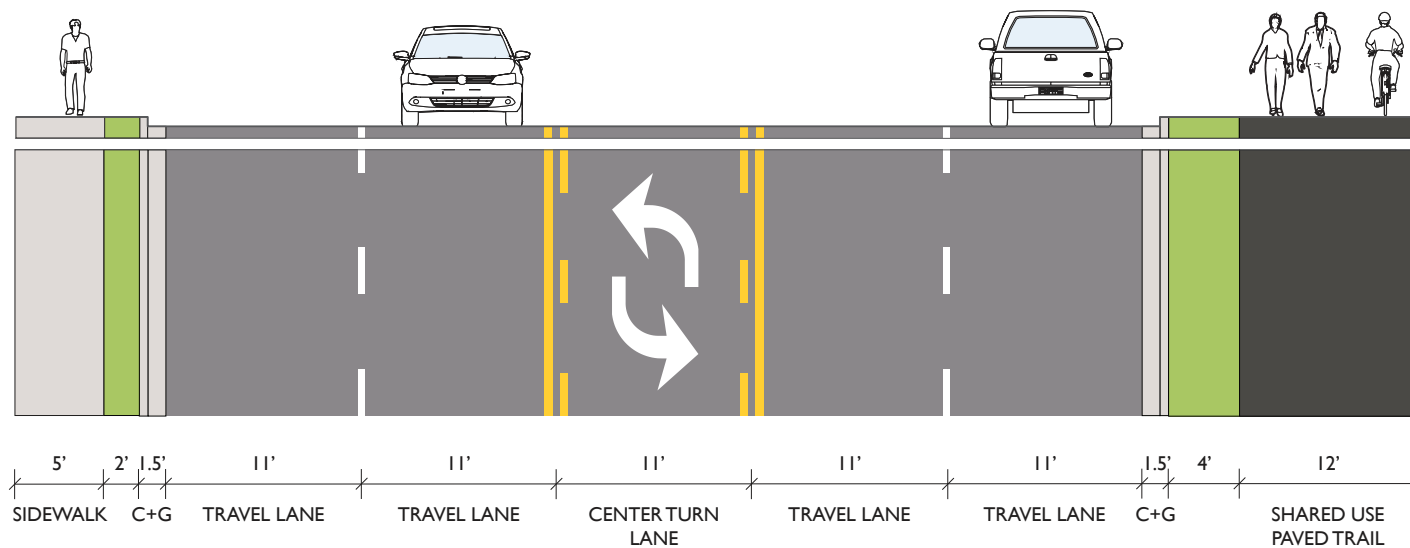 5' 2' 1.5' 11' 11' 11' 11' 11' 1.5' 4' 12'
SIDEWALK C+G TRAVEL LANE TRAVEL LANE CENTER TURN TRAVEL LANE TRAVEL LANE C+G SHARED USE
LANE PAVED TRAIL